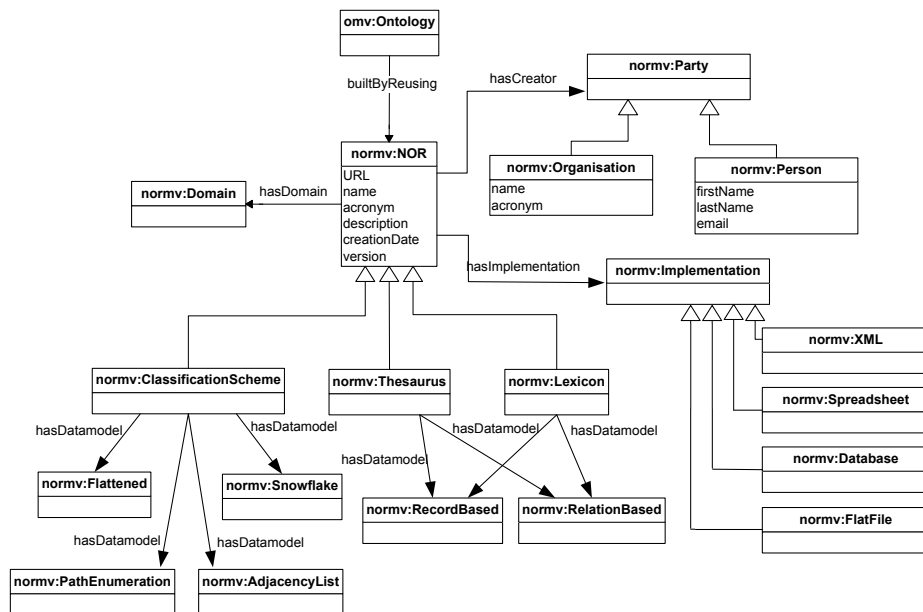 omv:Ontology
builtByReusing
hasCreator
normv:Party
normv:NOR
URL
name
acronym
description
creationDate
version
normv:Organisation
name
acronym
normv:Person
firstName
lastName
email
normv:Domain
hasDomain
hasImplementation
normv:Implementation
normv:XML
normv:Spreadsheet
normv:Database
normv:FlatFile
normv:ClassificationScheme
normv:Thesaurus
normv:Lexicon
hasDatamodel
hasDatamodel
hasDatamodel
hasDatamodel
normv:Flattened
normv:Snowflake
normv:RecordBased
normv:RelationBased
hasDatamodel
hasDatamodel
normv:PathEnumeration
normv:AdjacencyList